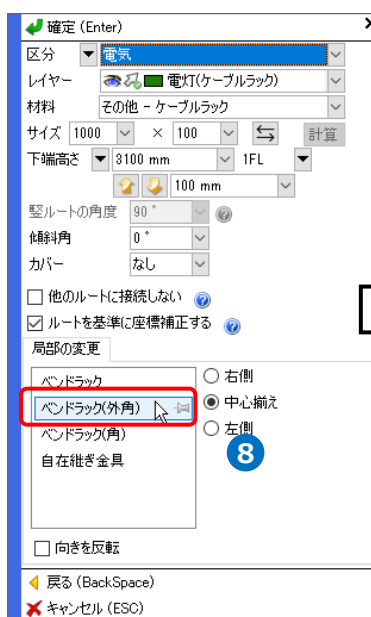 確定 (Enter)
区分 電気
レイヤー 電灯(ケーブルラック)
材料 その他 - ケーブルラック
サイズ 1000 × 100 計算
下端高さ 3100 mm 1FL
100 mm
竪ルートの角度 90 °
傾斜角 0 °
カバー なし
他のルートに接続しない
ルートを基準に座標補正する
局部の変更
ベンドラック 右側
ベンドラック(外角) 中心揃え
ベンドラック(角) 左側
自在継ぎ金具 8
向きを反転
戻る (BackSpace)
キャンセル (ESC)